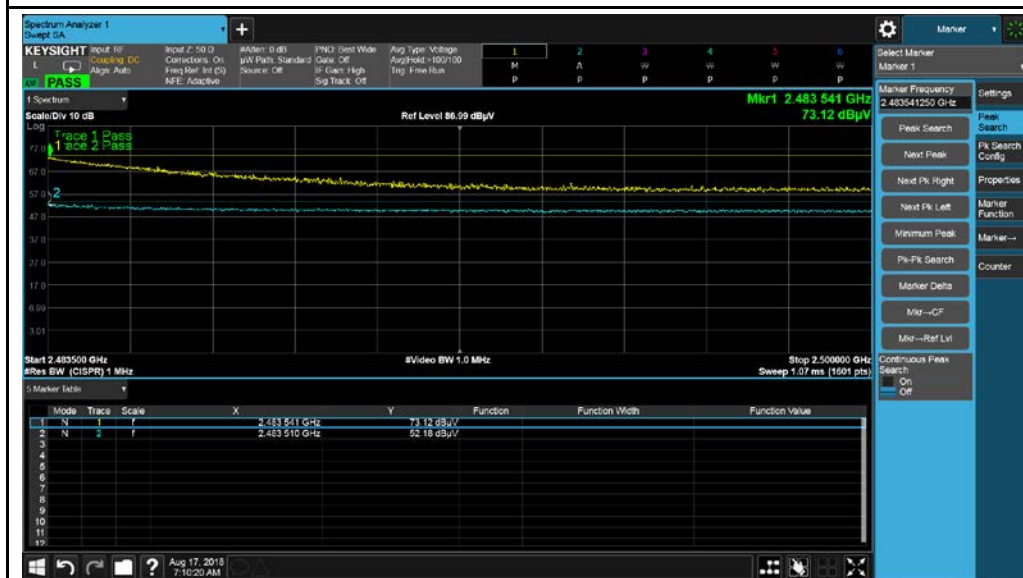 Spectrum Analyzer 1
Swept SA
+
Marker
KEYSIGHT
Input: RF
Coupling: DC
Align: Auto
Input Z: 50 Ω
Corrections: On
Freq Ref: Int (S)
NFE: Adaptive
#Atten: 0 dB
µW Path: Standard
Source: Off
PNO: Best Wide
Gate: Off
IF Gain: High
Sig Track: Off
Avg Type: Voltage
Avg|Hold:>100/100
Trig: Free Run
1 2 3 4 5 6
M A W W W W
P P P P P P
L
PASS
Select Marker
Marker 1
1 Spectrum
Scale/Div 10 dB
Ref Level 86.99 dBµV
Mkr1 2.483 541 GHz
73.12 dBµV
Log
Trace 1 Pass
Trace 2 Pass
1
2
77.0
67.0
57.0
47.0
37.0
27.0
17.0
6.99
3.01
Start 2.483500 GHz
#Video BW 1.0 MHz
Stop 2.500000 GHz
#Res BW (CISPR) 1 MHz
Sweep 1.07 ms (1601 pts)
Marker Frequency
2.483541250 GHz
Peak Search
Next Peak
Next Pk Right
Next Pk Left
Minimum Peak
Pk-Pk Search
Marker Delta
Mkr→CF
Mkr→Ref Lvl
Continuous Peak
Search
On
Off
Settings
Peak
Search
Pk Search
Config
Properties
Marker
Function
Marker→
Counter
5 Marker Table
Mode Trace Scale X Y Function Function Width Function Value
1 N 1 f 2.483 541 GHz 73.12 dBµV
2 N 2 f 2.483 510 GHz 52.18 dBµV
3
4
5
6
7
8
9
10
11
12
?
Aug 17, 2018
7:10:20 AM